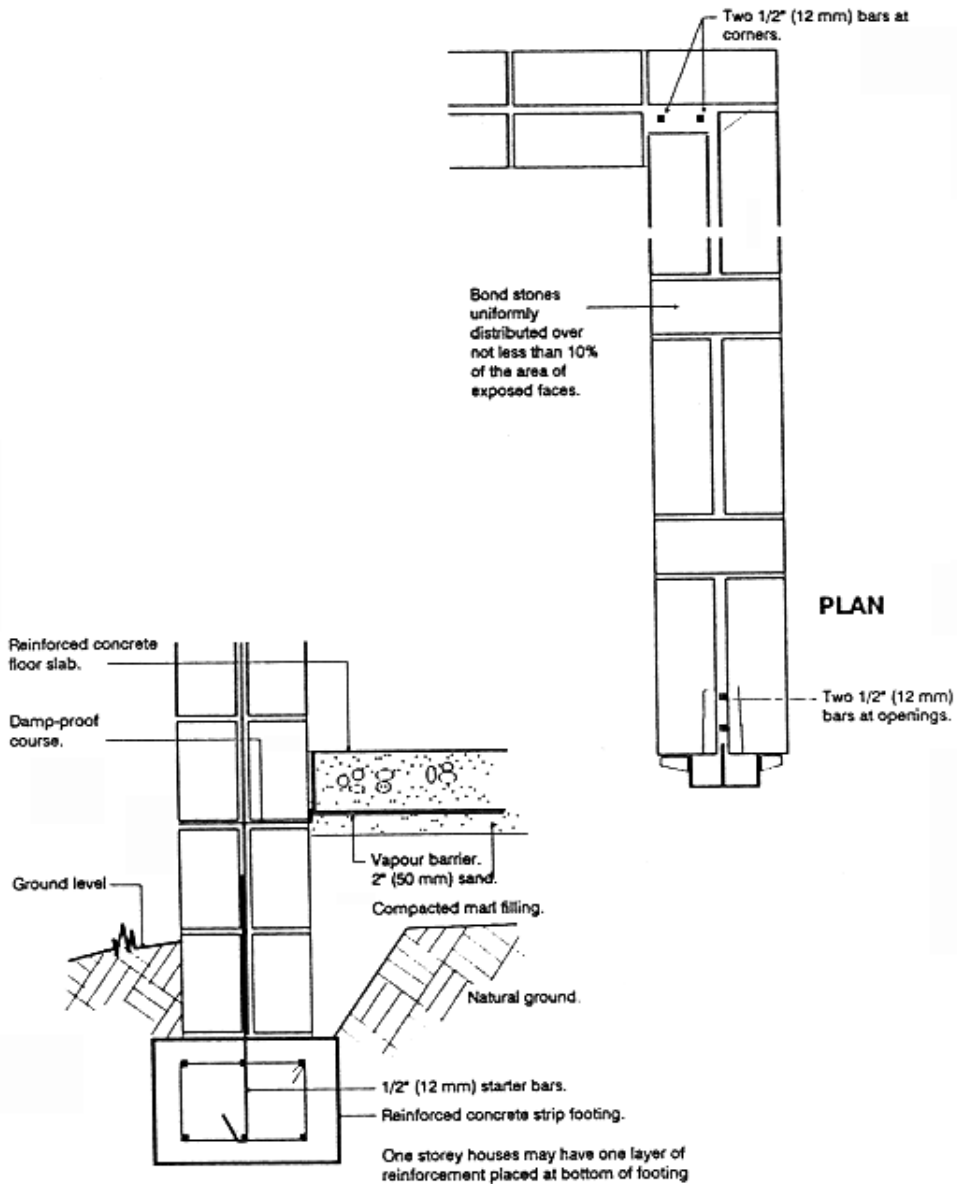 Two 1/2" (12 mm) bars at
corners.
Bond stones
uniformly
distributed over
not less than 10%
of the area of
exposed faces.
PLAN
Two 1/2" (12 mm)
bars at openings.
Reinforced concrete
floor slab.
Damp-proof
course.
Ground level
Vapour barrier.
2" (50 mm) sand.
Compacted marl filling.
Natural ground.
1/2" (12 mm) starter bars.
Reinforced concrete strip footing.
One storey houses may have one layer of
reinforcement placed at bottom of footing